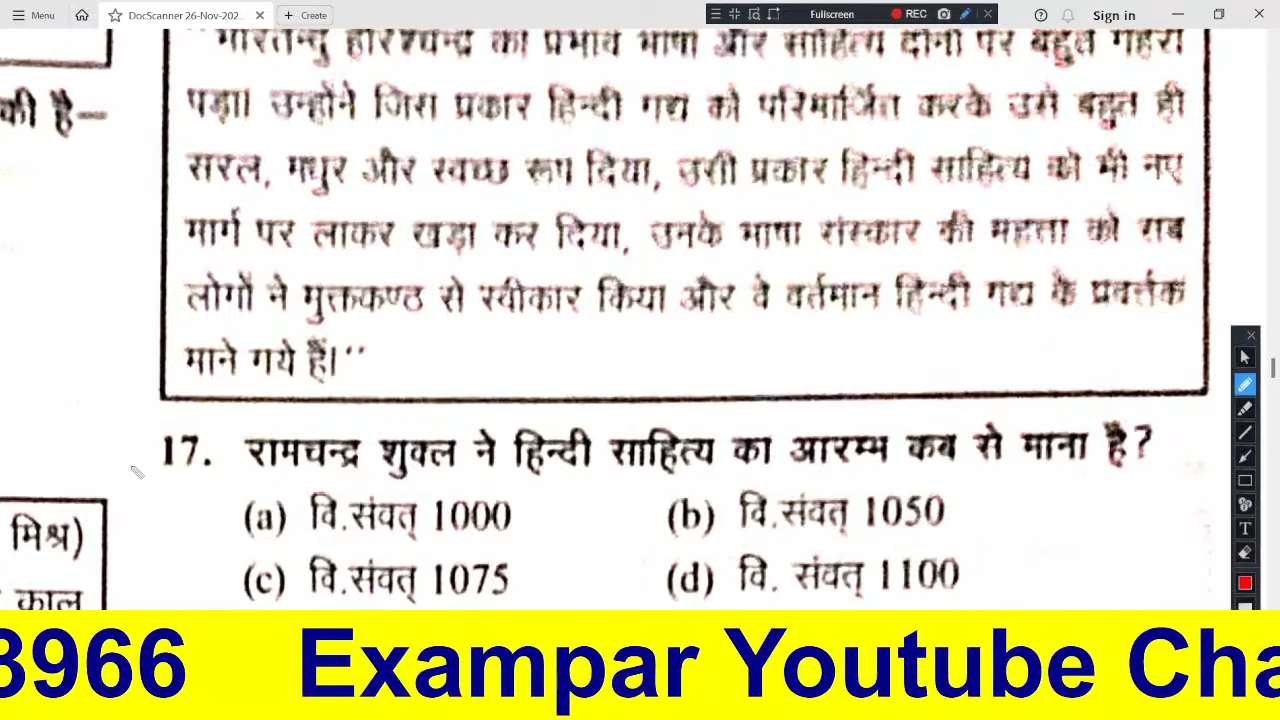 Menu
DocScanner 26-Nov-202...
+ Create
Fullscreen
REC
Sign in
भारतेन्दु हरिश्चन्द्र का प्रभाव भाषा और साहित्य दोनों पर बहुत गहरा
की है—
पड़ा। उन्होंने जिस प्रकार हिन्दी गद्य को परिमार्जित करके उसे बहुत ही
सरल, मधुर और स्वच्छ रूप दिया, उसी प्रकार हिन्दी साहित्य को भी नए
मार्ग पर लाकर खड़ा कर दिया, उनके भाषा संस्कार की महत्ता को सब
लोगों ने मुक्तकण्ठ से स्वीकार किया और वे वर्तमान हिन्दी गद्य के प्रवर्त्तक
माने गये हैं।''
17. रामचन्द्र शुक्ल ने हिन्दी साहित्य का आरम्भ कब से माना है?
(a) वि.संवत् 1000 (b) वि.संवत् 1050
मिश्र)
(c) वि.संवत् 1075 (d) वि. संवत् 1100
काल
3966 Exampar Youtube Cha